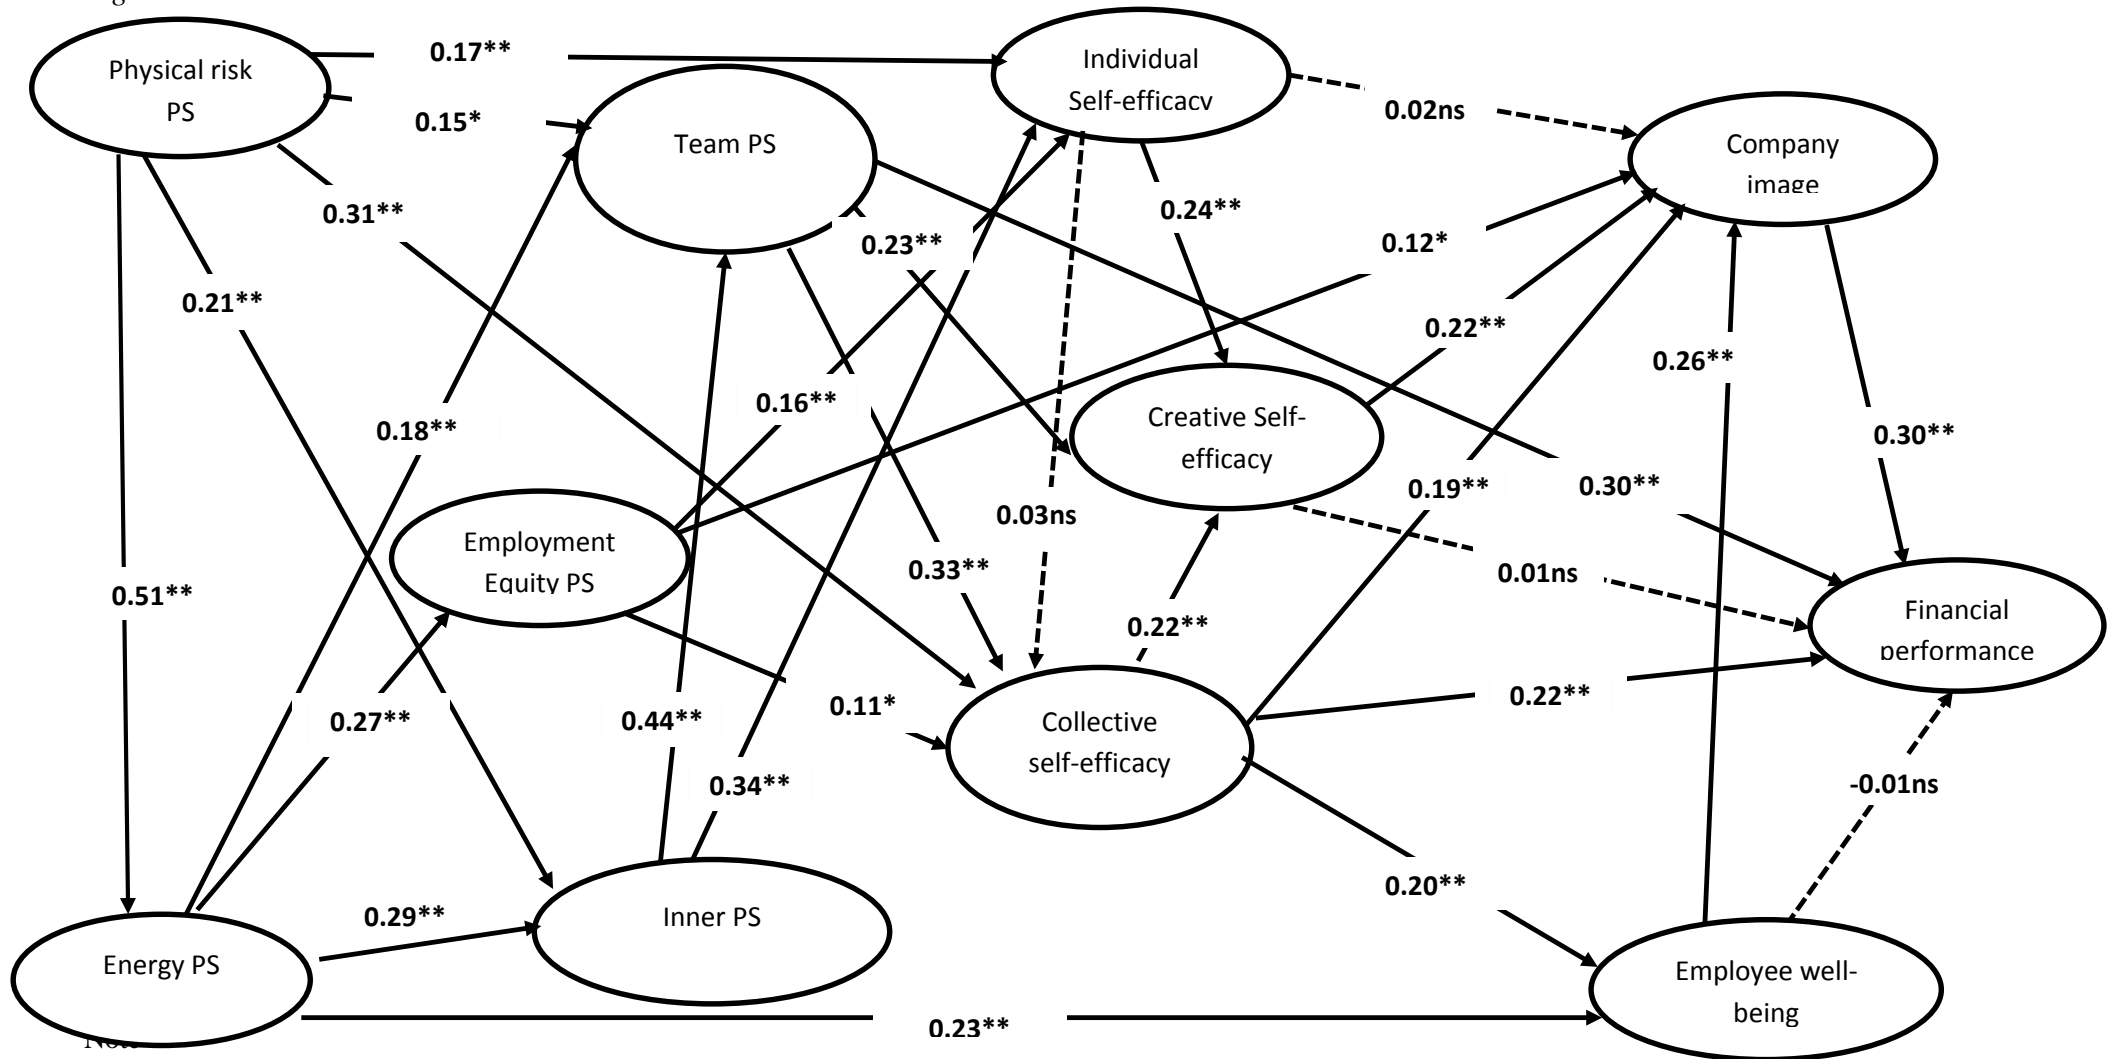 Physical risk
PS
0.17**
0.15*
Team PS
Individual
Self-efficacy
0.02ns
Company
image
0.31**
0.23**
0.24**
0.12*
0.21**
0.22**
0.26**
0.18**
0.16**
Creative Self-
efficacy
0.30**
0.19**
0.30**
0.03ns
Employment
Equity PS
0.51**
0.33**
0.01ns
0.22**
Financial
performance
0.27**
0.44**
0.11*
Collective
self-efficacy
0.22**
0.34**
-0.01ns
0.29**
Inner PS
0.20**
Energy PS
Employee well-
being
0.23**